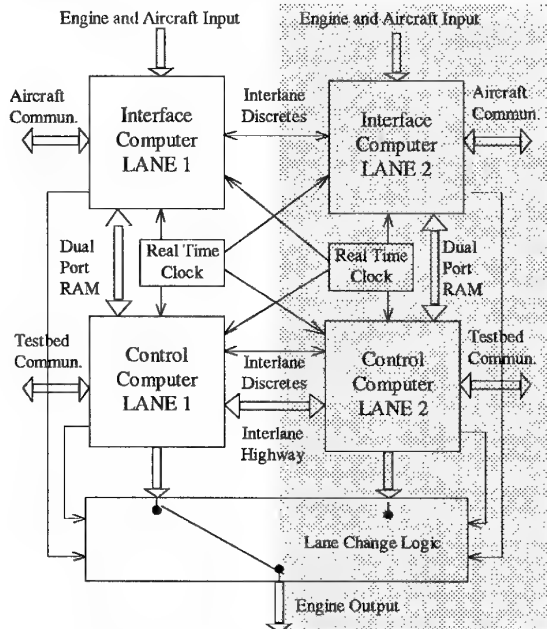 Engine and Aircraft Input
Engine and Aircraft Input
Aircraft
Commun.
Interface
Computer
LANE 1
Interlane
Discretes
Interface
Computer
LANE 2
Aircraft
Commun.
Dual
Port
RAM
Real Time
Clock
Real Time
Clock
Dual
Port
RAM
Testbed
Commun.
Control
Computer
LANE 1
Interlane
Discretes
Interlane
Highway
Control
Computer
LANE 2
Testbed
Commun.
Lane Change Logic
Engine Output